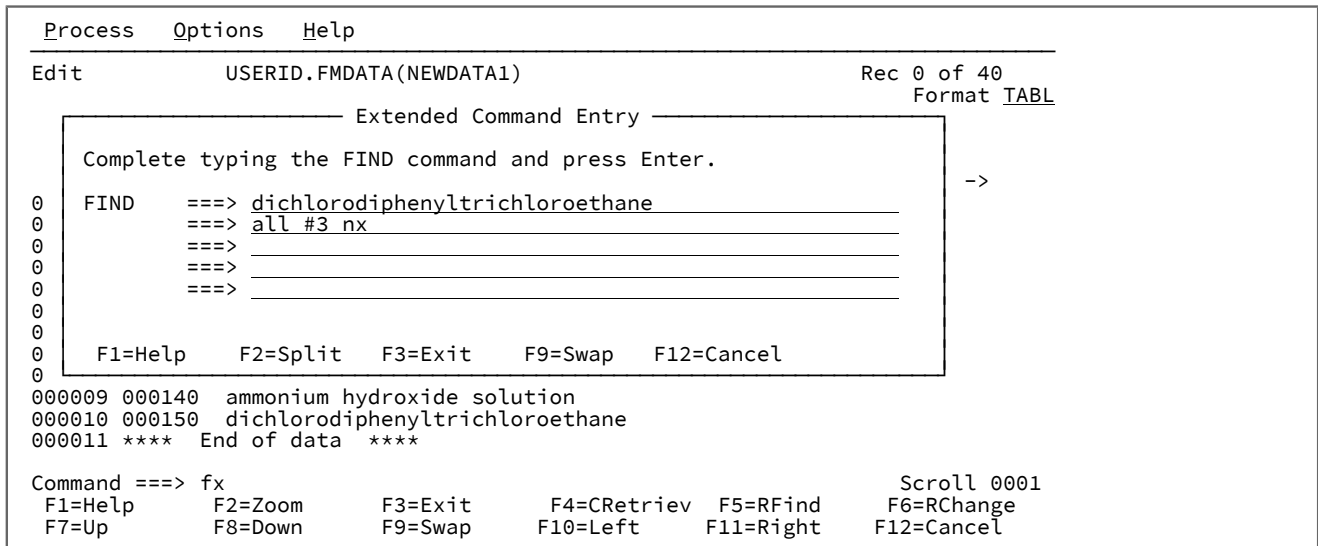 Process   Options   Help
Edit             USERID.FMDATA(NEWDATA1)                          Rec 0 of 40
Format TABL
Extended Command Entry
Complete typing the FIND command and press Enter.
->
0   FIND    ===> dichlorodiphenyltrichloroethane
0           ===> all #3 nx
0           ===>
0           ===>
0           ===>
0
0
0   F1=Help    F2=Split   F3=Exit    F9=Swap   F12=Cancel
0
000009 000140  ammonium hydroxide solution
000010 000150  dichlorodiphenyltrichloroethane
000011 ****  End of data  ****
Command ===> fx                                                    Scroll 0001
F1=Help      F2=Zoom      F3=Exit      F4=CRetriev  F5=RFind     F6=RChange
F7=Up        F8=Down      F9=Swap     F10=Left     F11=Right    F12=Cancel